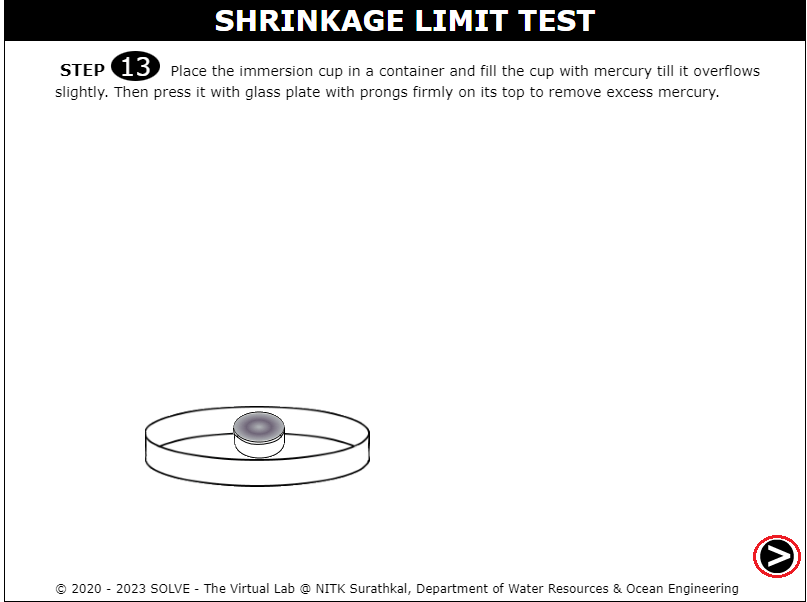 SHRINKAGE LIMIT TEST
STEP 13 Place the immersion cup in a container and fill the cup with mercury till it overflows
slightly. Then press it with glass plate with prongs firmly on its top to remove excess mercury.
>
© 2020 - 2023 SOLVE - The Virtual Lab @ NITK Surathkal, Department of Water Resources & Ocean Engineering